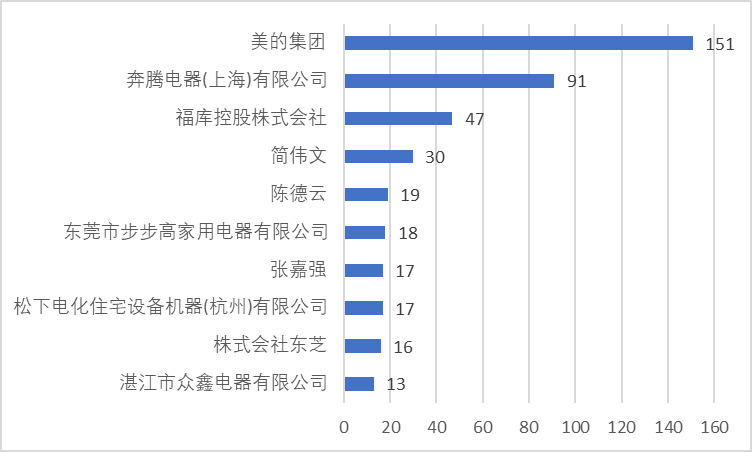 美的集团 151
奔腾电器(上海)有限公司 91
福库控股株式会社 47
简伟文 30
陈德云 19
东莞市步步高家用电器有限公司 18
张嘉强 17
松下电化住宅设备机器(杭州)有限公司 17
株式会社东芝 16
湛江市众鑫电器有限公司 13
0 20 40 60 80 100 120 140 160